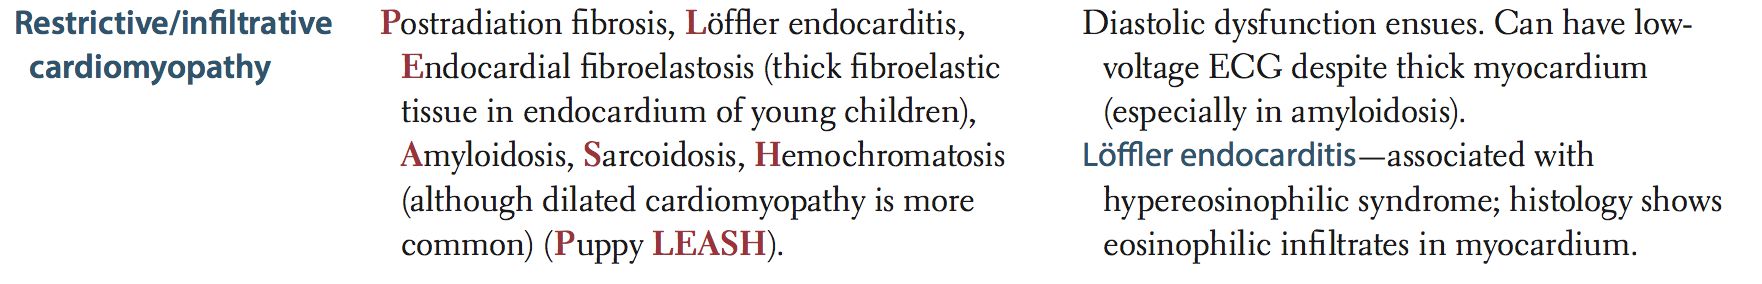 Restrictive/infiltrative
cardiomyopathy
Postradiation fibrosis, Löffler endocarditis,
Endocardial fibroelastosis (thick fibroelastic
tissue in endocardium of young children),
Amyloidosis, Sarcoidosis, Hemochromatosis
(although dilated cardiomyopathy is more
common) (Puppy LEASH).
Diastolic dysfunction ensues. Can have low-
voltage ECG despite thick myocardium
(especially in amyloidosis).
Löffler endocarditis—associated with
hypereosinophilic syndrome; histology shows
eosinophilic infiltrates in myocardium.